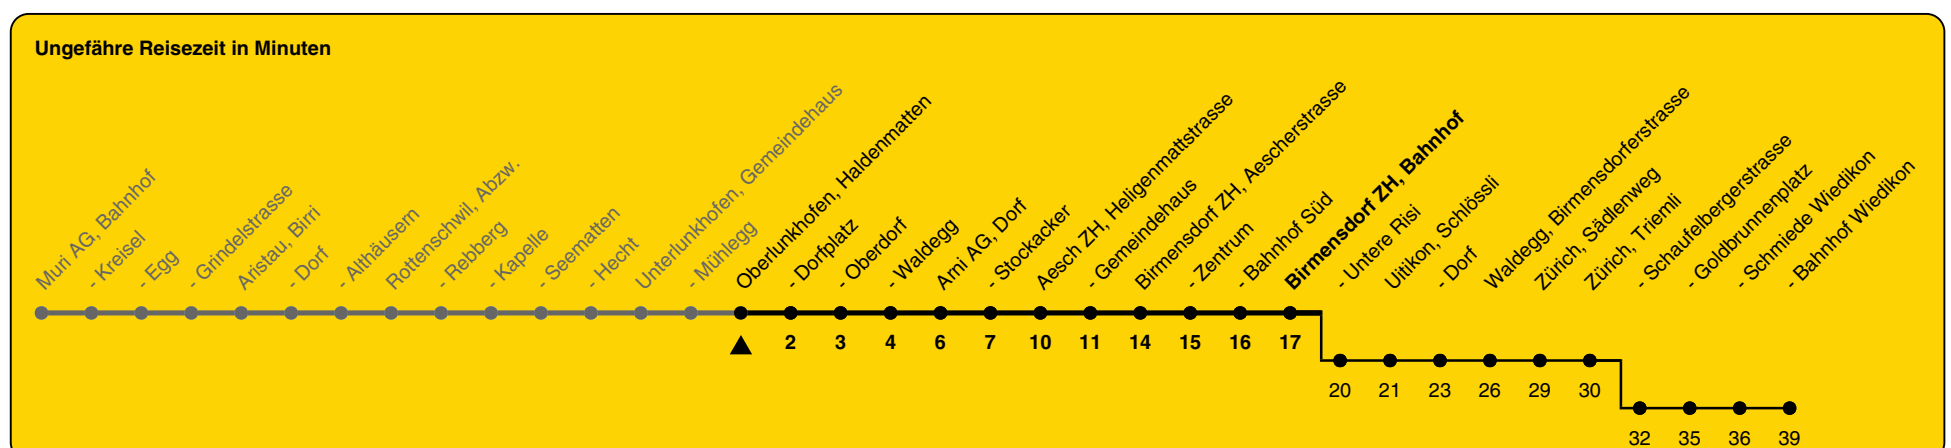 Ungefähre Reisezeit in Minuten
Muri AG, Bahnhof
- Kreisel
- Egg
- Grindelstrasse
Aristau, Birri
- Dorf
- Althäusern
Rottenschwil, Abzw.
- Rebberg
- Kapelle
- Seematten
- Hecht
Unterlunkhofen, Gemeindehaus
- Mühlegg
Oberlunkhofen, Haldenmatten
- Dorfplatz
- Oberdorf
- Waldegg
Arni AG, Dorf
- Stockacker
Aesch ZH, Heligenmattstrasse
- Gemeindehaus
Birmensdorf ZH, Aescherstrasse
- Zentrum
- Bahnhof Süd
Birmensdorf ZH, Bahnhof
- Untere Risi
Uitikon, Schlössli
- Dorf
Waldegg, Birmensdorferstrasse
Zürich, Sädlenweg
Zürich, Triemli
- Schaufelbergerstrasse
- Goldbrunnenplatz
- Schmiede Wiedikon
- Bahnhof Wiedikon
2 3 4 6 7 10 11 14 15 16 17
20 21 23 26 29 30
32 35 36 39